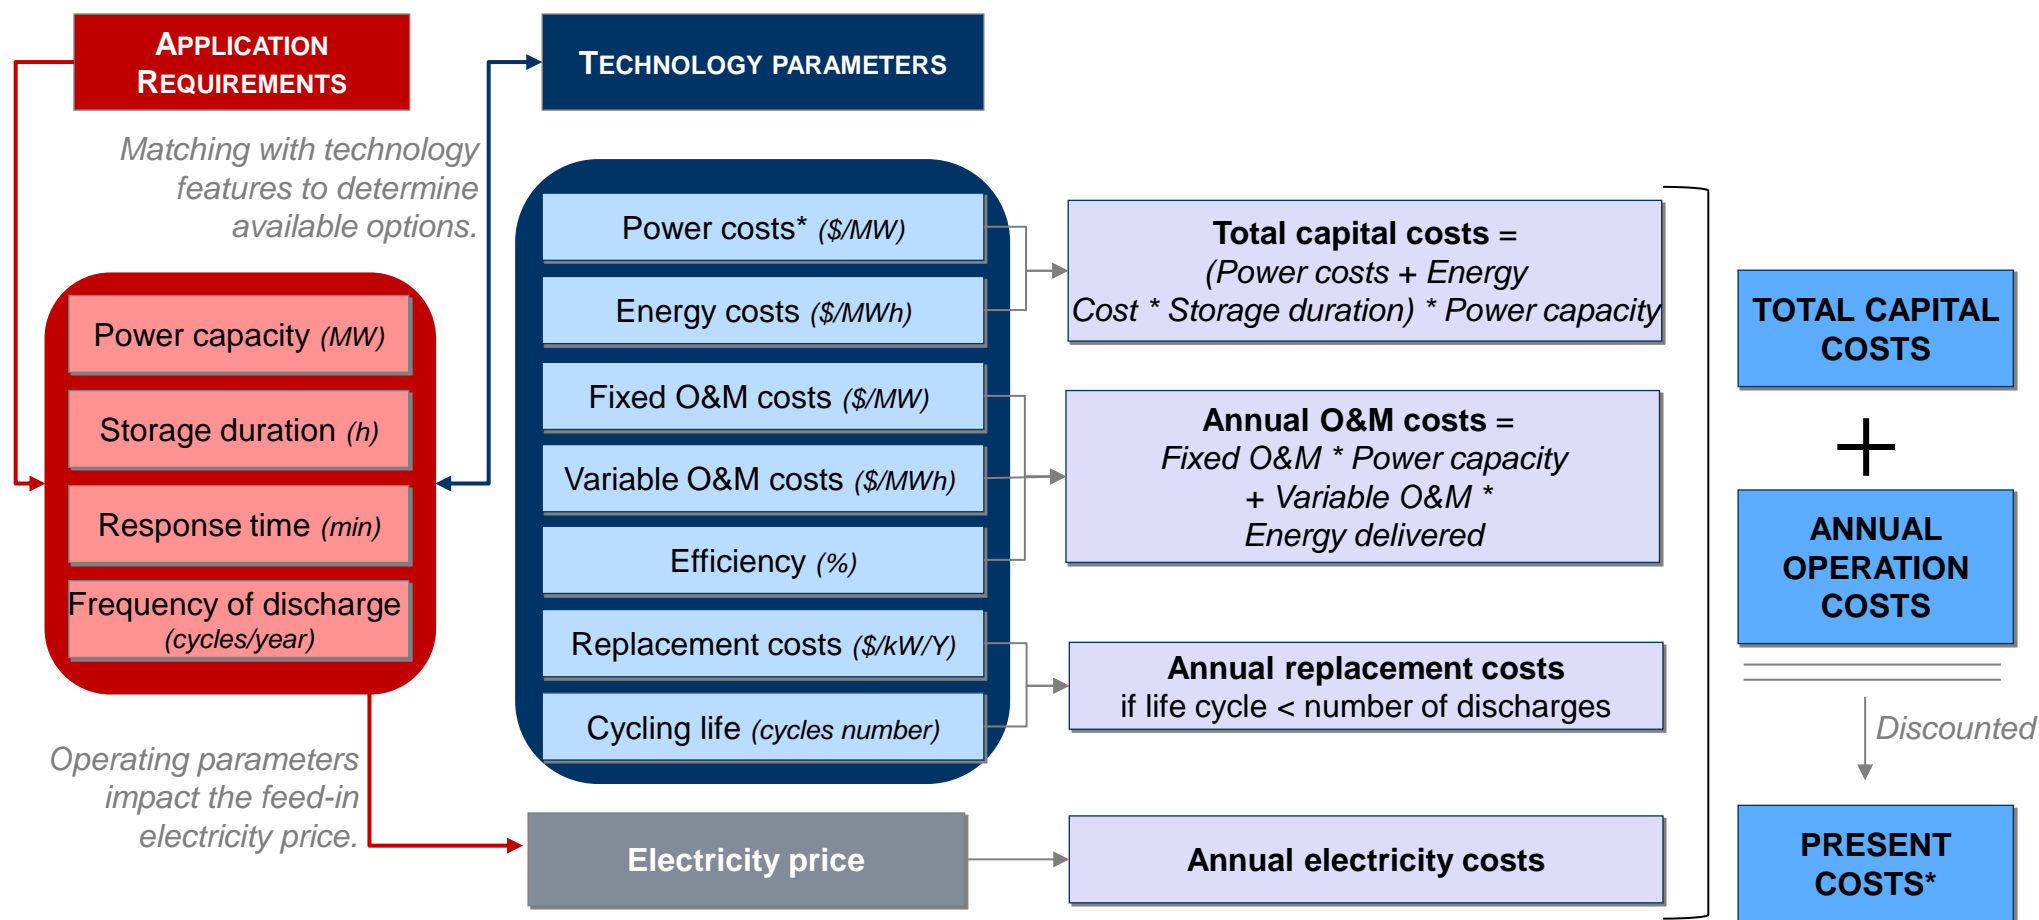 APPLICATION
REQUIREMENTS
TECHNOLOGY PARAMETERS
Matching with technology
features to determine
available options.
Power capacity (MW)
Storage duration (h)
Response time (min)
Frequency of discharge
(cycles/year)
Operating parameters
impact the feed-in
electricity price.
Power costs* ($/MW)
Energy costs ($/MWh)
Fixed O&M costs ($/MW)
Variable O&M costs ($/MWh)
Efficiency (%)
Replacement costs ($/kW/Y)
Cycling life (cycles number)
Electricity price
Total capital costs =
(Power costs + Energy
Cost * Storage duration) * Power capacity
Annual O&M costs =
Fixed O&M * Power capacity
+ Variable O&M *
Energy delivered
Annual replacement costs
if life cycle < number of discharges
Annual electricity costs
TOTAL CAPITAL
COSTS
+
ANNUAL
OPERATION
COSTS
Discounted
PRESENT
COSTS*